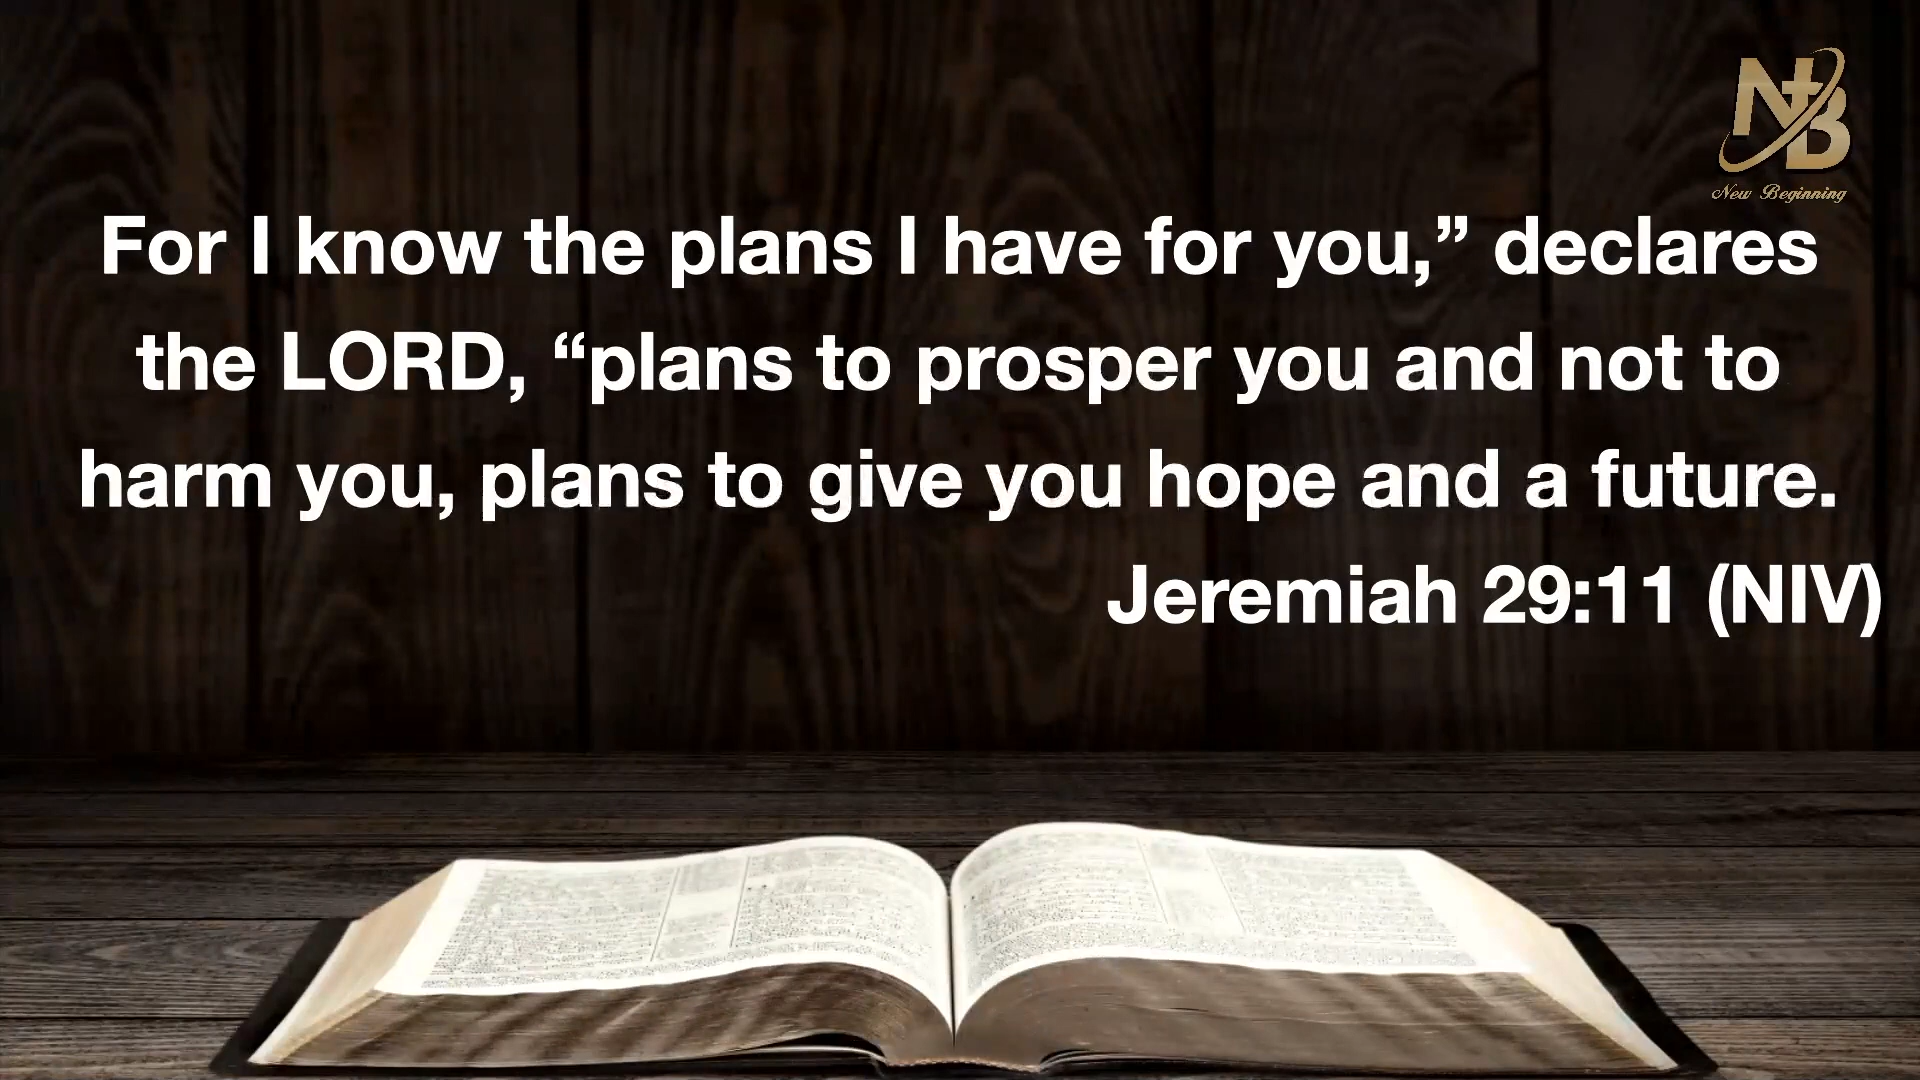 NB
New Beginning
For I know the plans I have for you,” declares
the LORD, “plans to prosper you and not to
harm you, plans to give you hope and a future.
Jeremiah 29:11 (NIV)